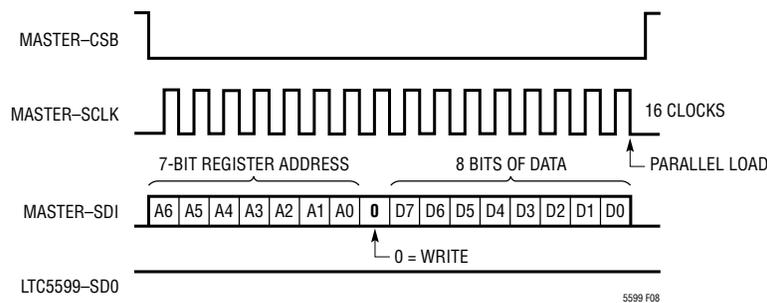 MASTER–CSB
MASTER–SCLK
16 CLOCKS
PARALLEL LOAD
7-BIT REGISTER ADDRESS
8 BITS OF DATA
MASTER–SDI
A6 A5 A4 A3 A2 A1 A0 0 D7 D6 D5 D4 D3 D2 D1 D0
0 = WRITE
LTC5599–SD0
5599 F08